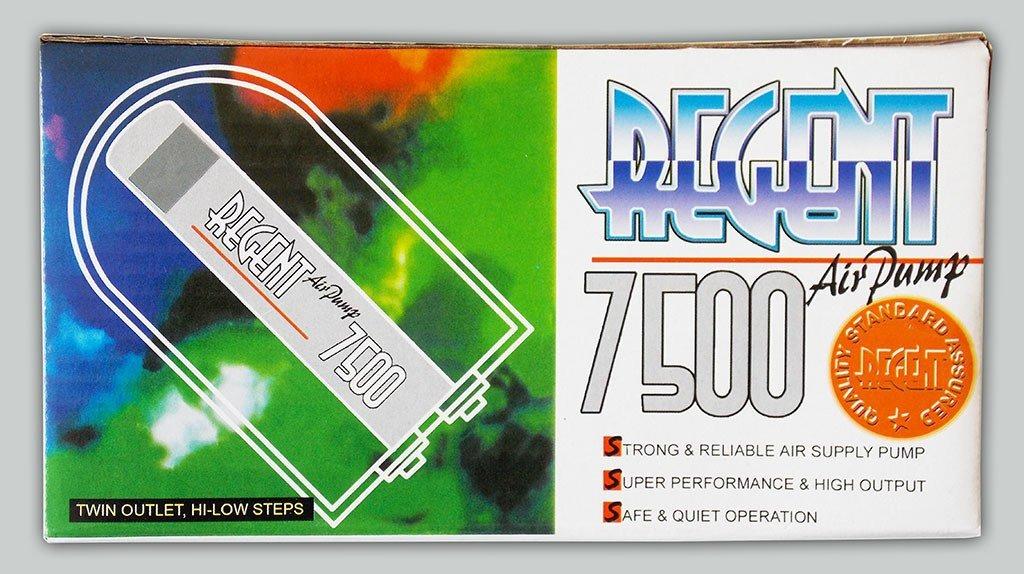 REGENT
Air Pump
7500
TWIN OUTLET, HI-LOW STEPS
REGENT
Air Pump
7500
QUALITY STANDARD ASSURED
REGENT
STRONG & RELIABLE AIR SUPPLY PUMP
SUPER PERFORMANCE & HIGH OUTPUT
SAFE & QUIET OPERATION